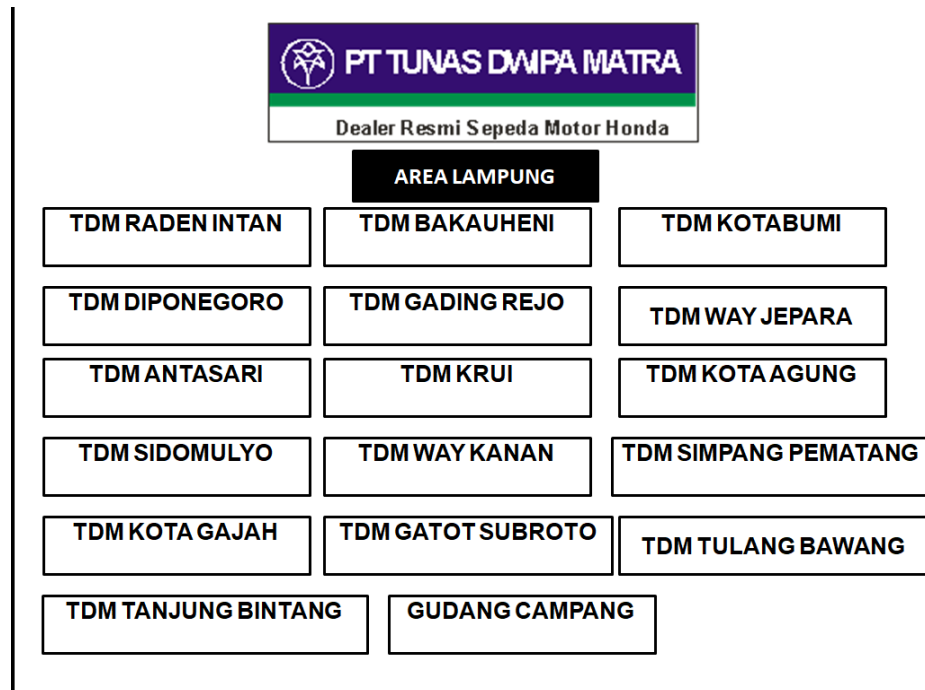 PT TUNAS DWIPA MATRA
Dealer Resmi Sepeda Motor Honda
AREA LAMPUNG
TDM RADEN INTAN
TDM BAKAUHENI
TDM KOTABUMI
TDM DIPONEGORO
TDM GADING REJO
TDM WAY JEPARA
TDM ANTASARI
TDM KRUI
TDM KOTA AGUNG
TDM SIDOMULYO
TDM WAY KANAN
TDM SIMPANG PEMATANG
TDM KOTA GAJAH
TDM GATOT SUBROTO
TDM TULANG BAWANG
TDM TANJUNG BINTANG
GUDANG CAMPANG